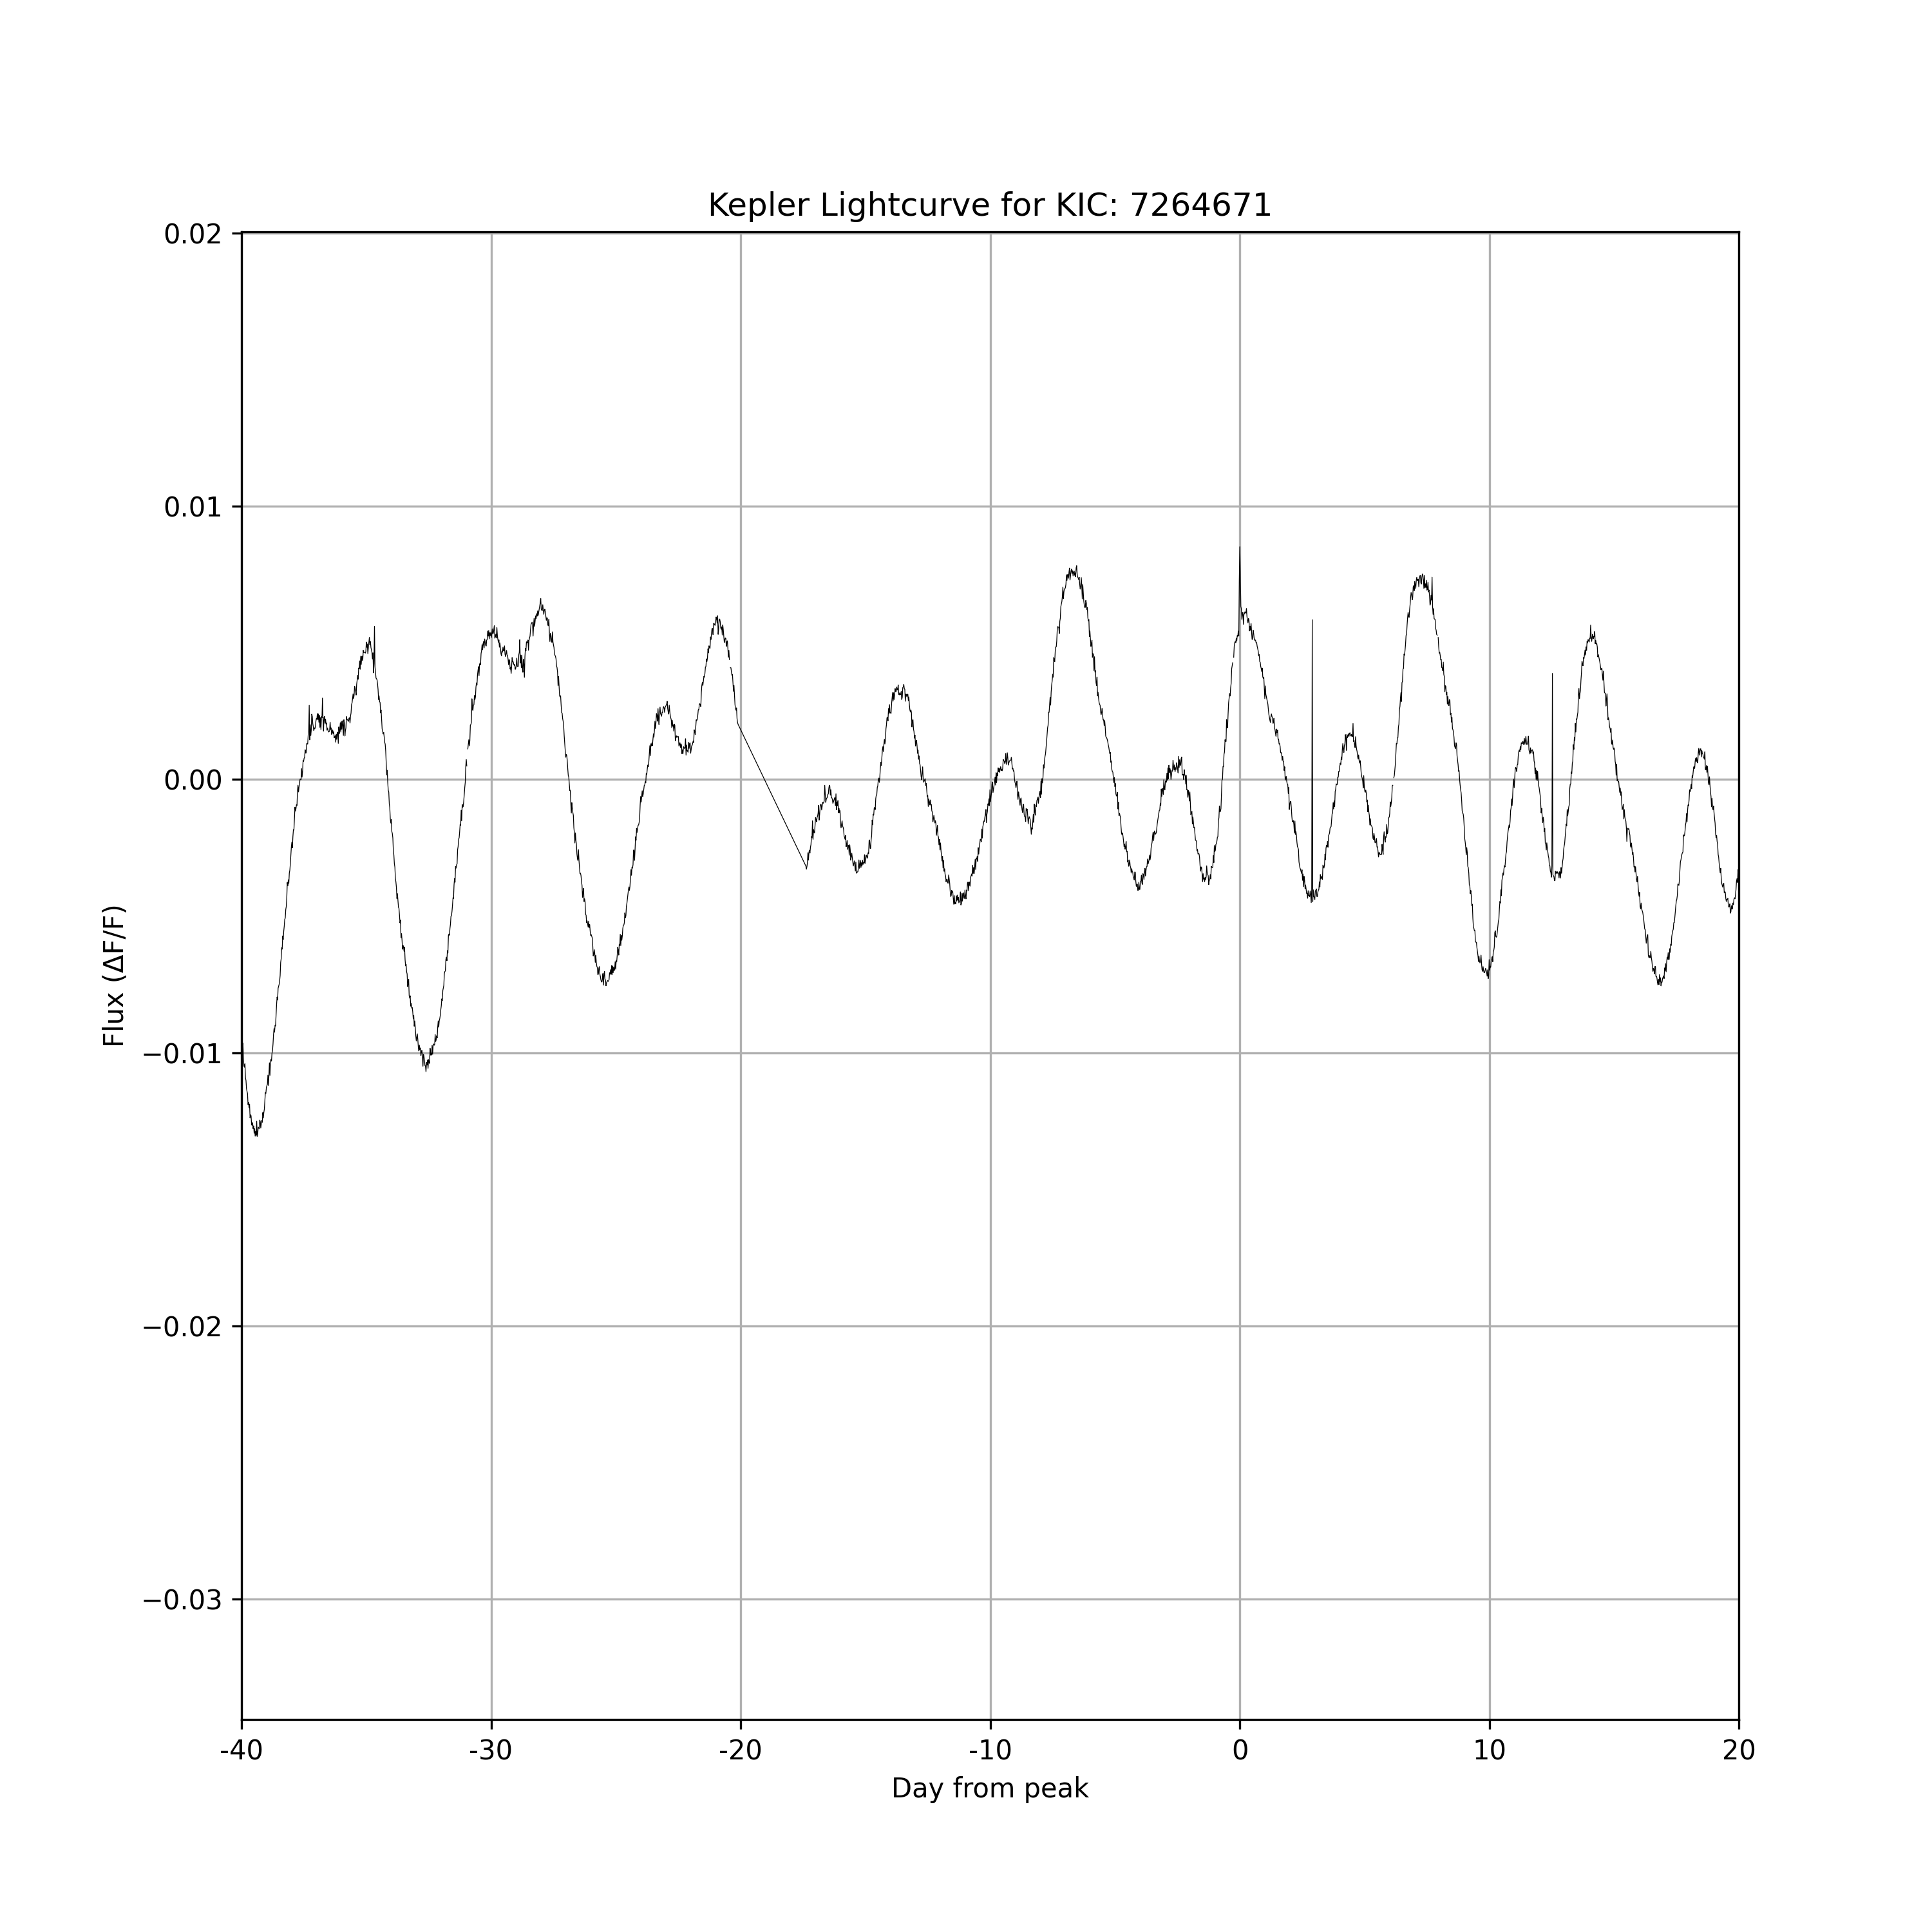 Kepler Lightcurve for KIC: 7264671
0.02
0.01
0.00
−0.01
−0.02
−0.03
Flux (ΔF/F)
-40 -30 -20 -10 0 10 20
Day from peak